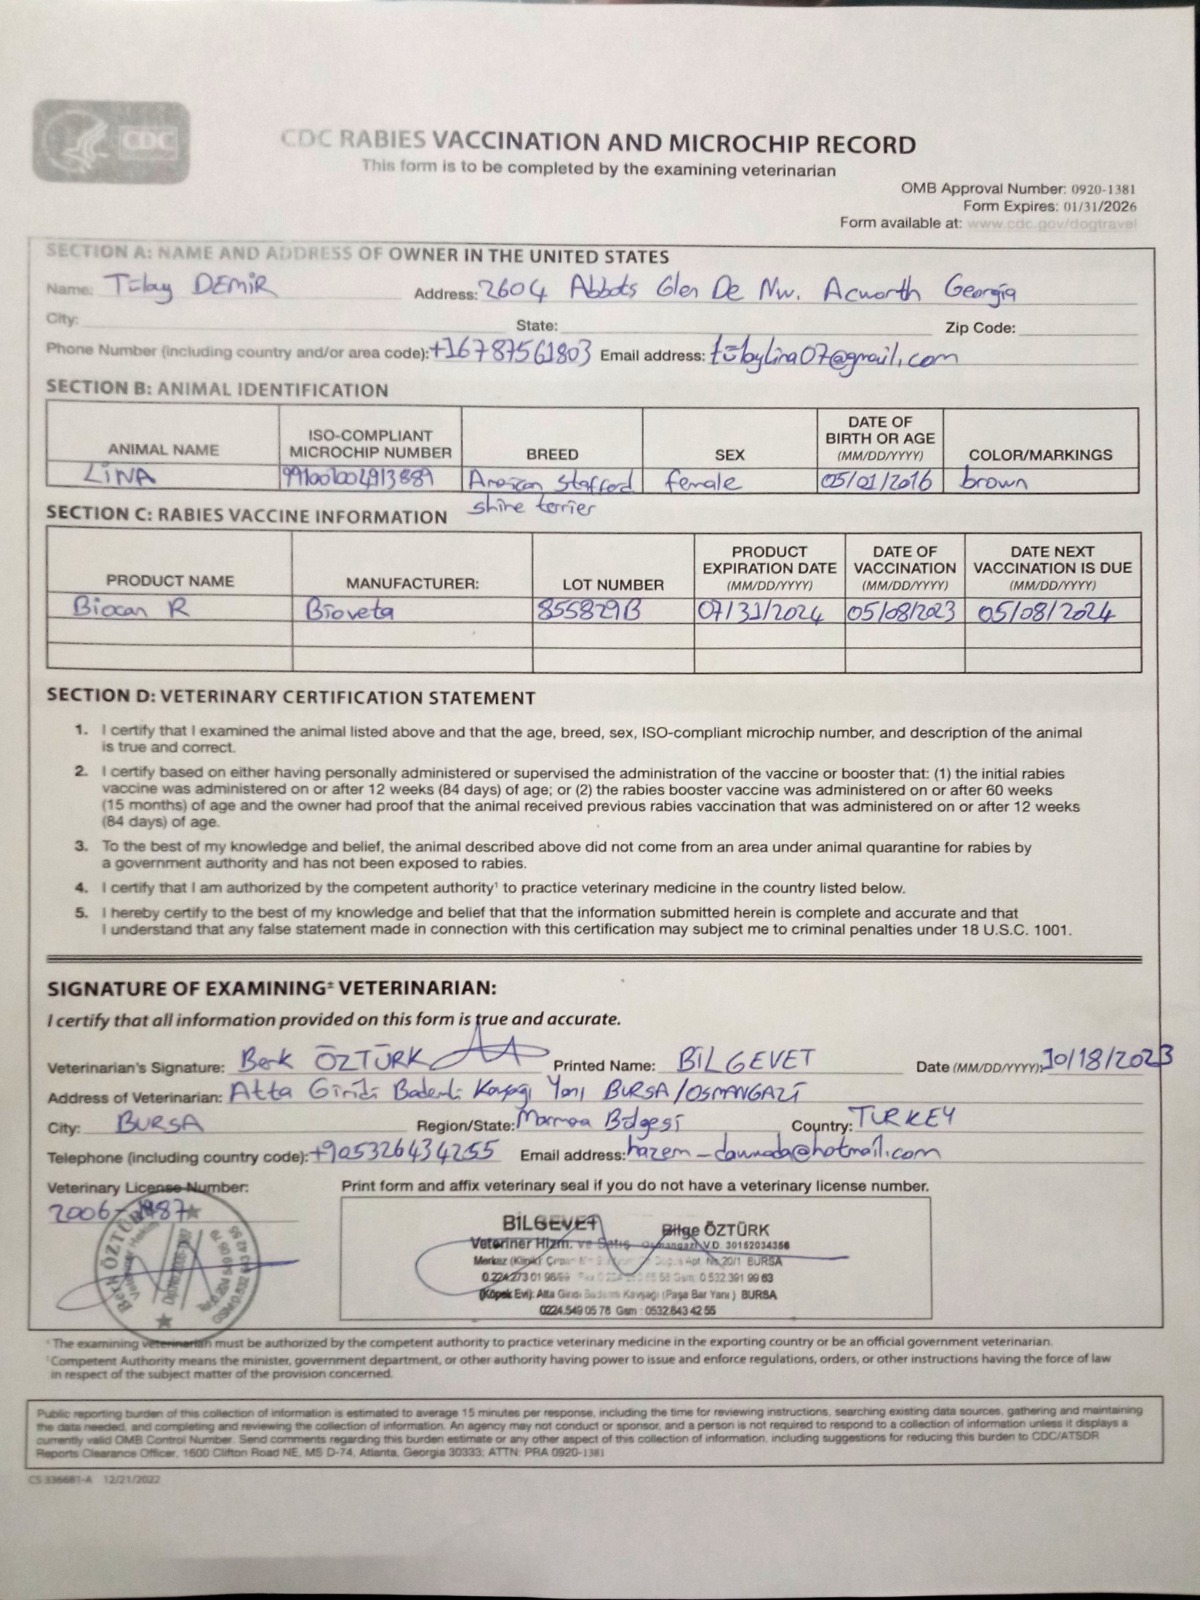 CDC
CDC RABIES VACCINATION AND MICROCHIP RECORD
This form is to be completed by the examining veterinarian
OMB Approval Number: 0920-1381
Form Expires: 01/31/2026
Form available at: www.cdc.gov/dogtravel
SECTION A: NAME AND ADDRESS OF OWNER IN THE UNITED STATES
Name: Tülay DEMİR Address: 2604 Abbots Glen De Nw. Acworth Georgia
City: State: Zip Code:
Phone Number (including country and/or area code): +16787561803 Email address: tülaylina07@gmail.com
SECTION B: ANIMAL IDENTIFICATION
ANIMAL NAME ISO-COMPLIANT MICROCHIP NUMBER BREED SEX DATE OF BIRTH OR AGE (MM/DD/YYYY) COLOR/MARKINGS
LİNA 991001004913889 American Stafford shire terrier female 05/01/2016 brown
SECTION C: RABIES VACCINE INFORMATION
PRODUCT NAME MANUFACTURER: LOT NUMBER PRODUCT EXPIRATION DATE (MM/DD/YYYY) DATE OF VACCINATION (MM/DD/YYYY) DATE NEXT VACCINATION IS DUE (MM/DD/YYYY)
Biocan R Bioveta 855829B 07/31/2024 05/08/2023 05/08/2024
SECTION D: VETERINARY CERTIFICATION STATEMENT
1. I certify that I examined the animal listed above and that the age, breed, sex, ISO-compliant microchip number, and description of the animal
is true and correct.
2. I certify based on either having personally administered or supervised the administration of the vaccine or booster that: (1) the initial rabies
vaccine was administered on or after 12 weeks (84 days) of age; or (2) the rabies booster vaccine was administered on or after 60 weeks
(15 months) of age and the owner had proof that the animal received previous rabies vaccination that was administered on or after 12 weeks
(84 days) of age.
3. To the best of my knowledge and belief, the animal described above did not come from an area under animal quarantine for rabies by
a government authority and has not been exposed to rabies.
4. I certify that I am authorized by the competent authority¹ to practice veterinary medicine in the country listed below.
5. I hereby certify to the best of my knowledge and belief that that the information submitted herein is complete and accurate and that
I understand that any false statement made in connection with this certification may subject me to criminal penalties under 18 U.S.C. 1001.
SIGNATURE OF EXAMINING± VETERINARIAN:
I certify that all information provided on this form is true and accurate.
Veterinarian's Signature: Berk ÖZTÜRK Printed Name: BİLGEVET Date (MM/DD/YYYY): 10/18/2023
Address of Veterinarian: Atta Giridi Bademli Kavşağı Yanı BURSA/OSMANGAZİ
City: BURSA Region/State: Marmara Bölgesi Country: TURKEY
Telephone (including country code): +905326434255 Email address: hazem_dawmda@hotmail.com
Veterinary License Number: Print form and affix veterinary seal if you do not have a veterinary license number.
2006-1987
Berk ÖZTÜRK
Veteriner Hekim
BİLGEVET Bilge ÖZTÜRK
Veteriner Hizm. ve Satış Osmangazi V.D. 30152034356
Merkez (Klinik) No:20/1 BURSA
0.224 273 01 98/99 Gsm: 0.532.391 99 63
(Köpek Evi): Atta Girişi Bademli Kavşağı (Paşa Bar Yanı) BURSA
0224.549 05 78 Gsm : 0532.643 42 55
± The examining veterinarian must be authorized by the competent authority to practice veterinary medicine in the exporting country or be an official government veterinarian.
¹ Competent Authority means the minister, government department, or other authority having power to issue and enforce regulations, orders, or other instructions having the force of law
in respect of the subject matter of the provision concerned.
Public reporting burden of this collection of information is estimated to average 15 minutes per response, including the time for reviewing instructions, searching existing data sources, gathering and maintaining
the data needed, and completing and reviewing the collection of information. An agency may not conduct or sponsor, and a person is not required to respond to a collection of information unless it displays a
currently valid OMB Control Number. Send comments regarding this burden estimate or any other aspect of this collection of information, including suggestions for reducing this burden to CDC/ATSDR
Reports Clearance Officer, 1600 Clifton Road NE, MS D-74, Atlanta, Georgia 30333; ATTN: PRA 0920-1381
CS 336681-A 12/21/2022